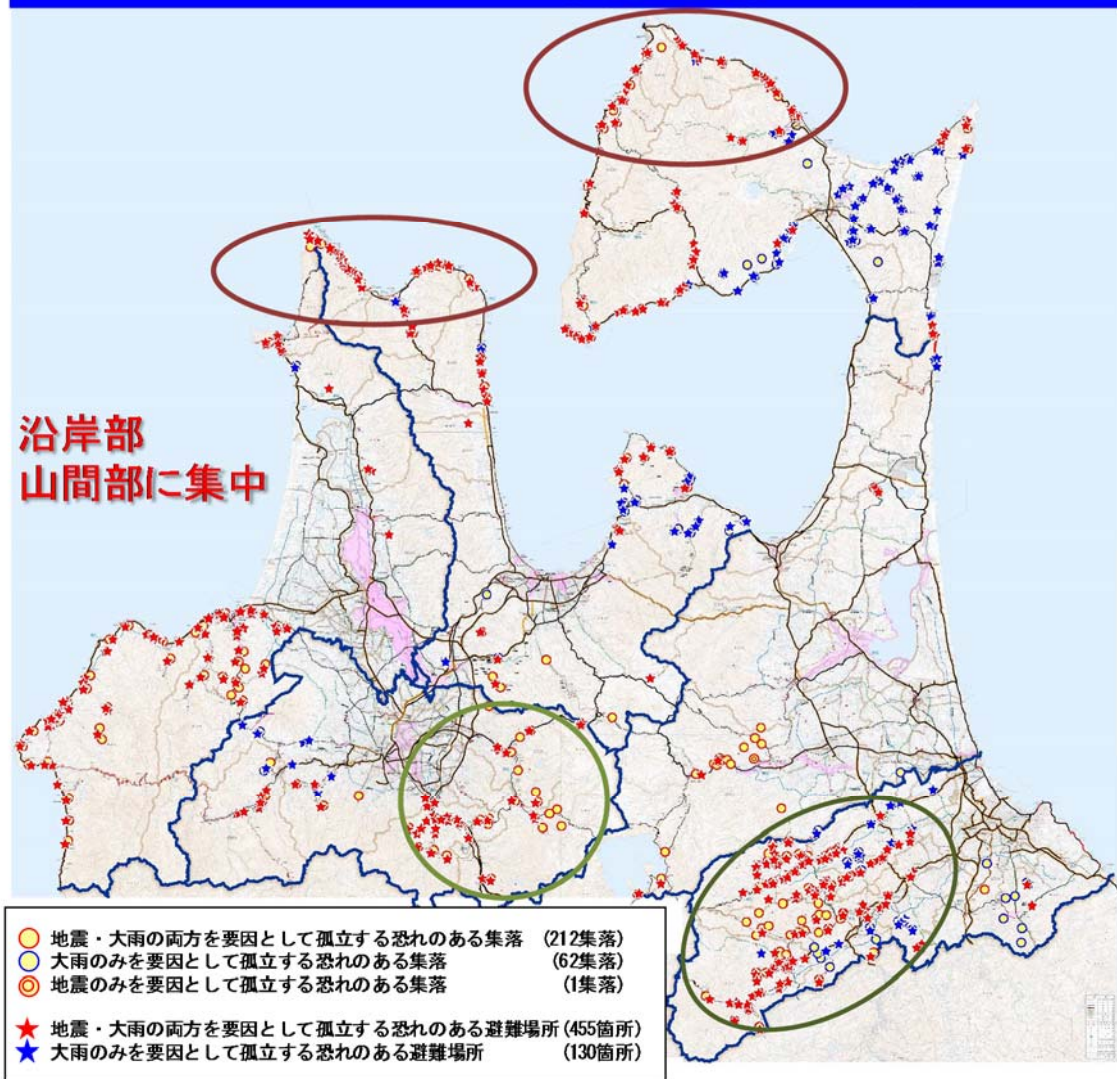 沿岸部
山間部に集中
地震・大雨の両方を要因として孤立する恐れのある集落 (212集落)
大雨のみを要因として孤立する恐れのある集落 (62集落)
地震のみを要因として孤立する恐れのある集落 (1集落)
地震・大雨の両方を要因として孤立する恐れのある避難場所(455箇所)
大雨のみを要因として孤立する恐れのある避難場所 (130箇所)